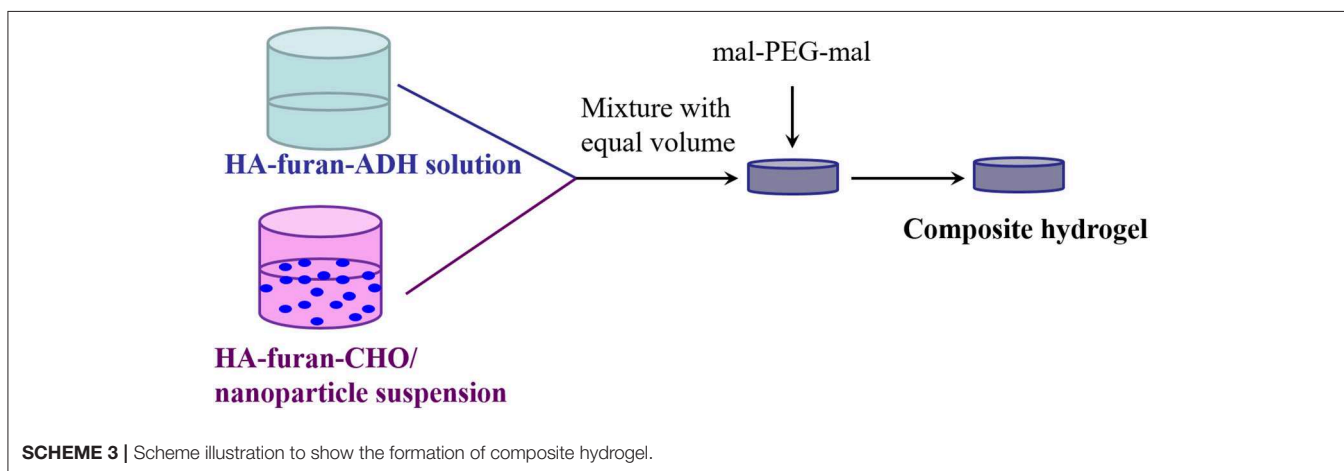 HA-furan-ADH solution
HA-furan-CHO/
nanoparticle suspension
Mixture with
equal volume
mal-PEG-mal
Composite hydrogel
SCHEME 3 | Scheme illustration to show the formation of composite hydrogel.